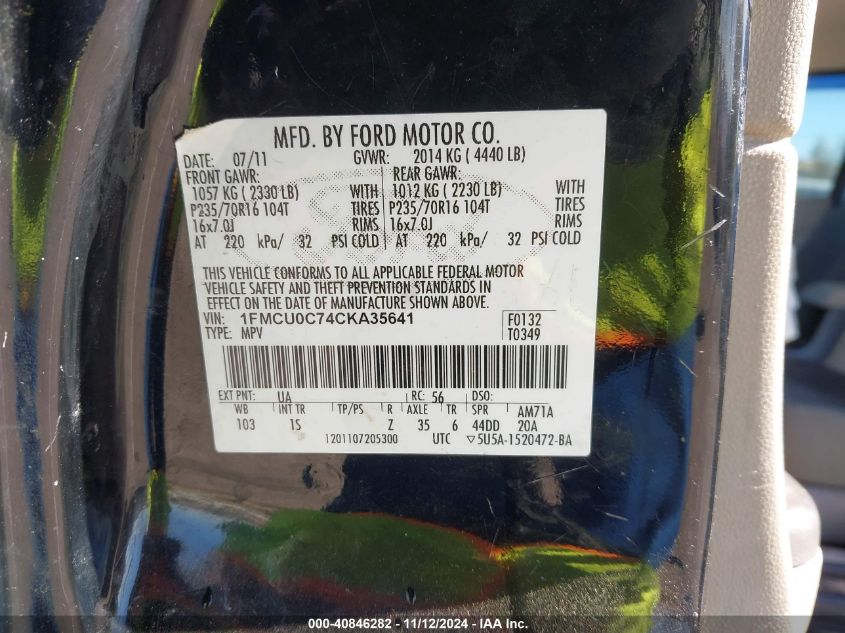 MFD. BY FORD MOTOR CO.
DATE: 07/11 GVWR: 2014 KG ( 4440 LB)
FRONT GAWR: REAR GAWR:
1057 KG ( 2330 LB) WITH 1012 KG ( 2230 LB) WITH
P235/70R16 104T TIRES P235/70R16 104T TIRES
16x7.0J RIMS 16x7.0J RIMS
AT 220 kPa/ 32 PSI COLD AT 220 kPa/ 32 PSI COLD
THIS VEHICLE CONFORMS TO ALL APPLICABLE FEDERAL MOTOR
VEHICLE SAFETY AND THEFT PREVENTION STANDARDS IN
EFFECT ON THE DATE OF MANUFACTURE SHOWN ABOVE.
VIN: 1FMCU0C74CKA35641 F0132
TYPE: MPV T0349
EXT PNT: UA RC: 56 DSO:
WB INT TR TP/PS R AXLE TR SPR AM71A
103 IS Z 35 6 44DD 20A
1201107205300 UTC ▽5U5A-1520472-BA
000-40846282 - 11/12/2024 - IAA Inc.